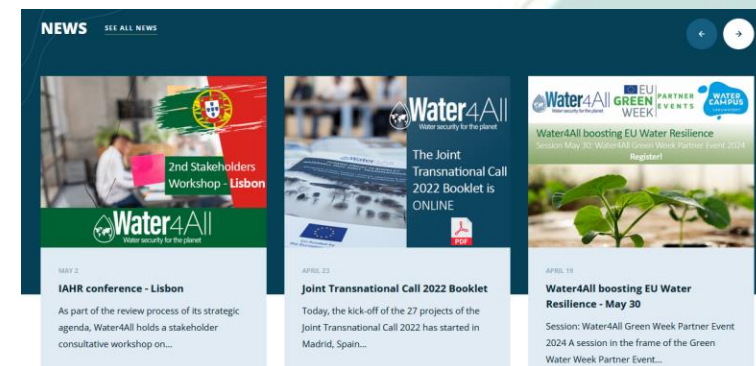 NEWS SEE ALL NEWS
2nd Stakeholders
Workshop - Lisbon
Water4All
Water security for the planet
MAY 2
IAHR conference - Lisbon
As part of the review process of its strategic
agenda, Water4All holds a stakeholder
consultative workshop on...
Water4All
Water security for the planet
The Joint
Transnational Call
2022 Booklet is
ONLINE
PDF
APRIL 23
Joint Transnational Call 2022 Booklet
Today, the kick-off of the 27 projects of the
Joint Transnational Call 2022 has started in
Madrid, Spain...
Water4All
Water security for the planet
EU
GREEN
WEEK
PARTNER
EVENTS
WATER
CAMPUS
Water4All boosting EU Water Resilience
Session May 30: Water4All Green Week Partner Event 2024
Register!
APRIL 19
Water4All boosting EU Water
Resilience - May 30
Session: Water4All Green Week Partner Event
2024 A session in the frame of the Green
Water Week Partner Event...